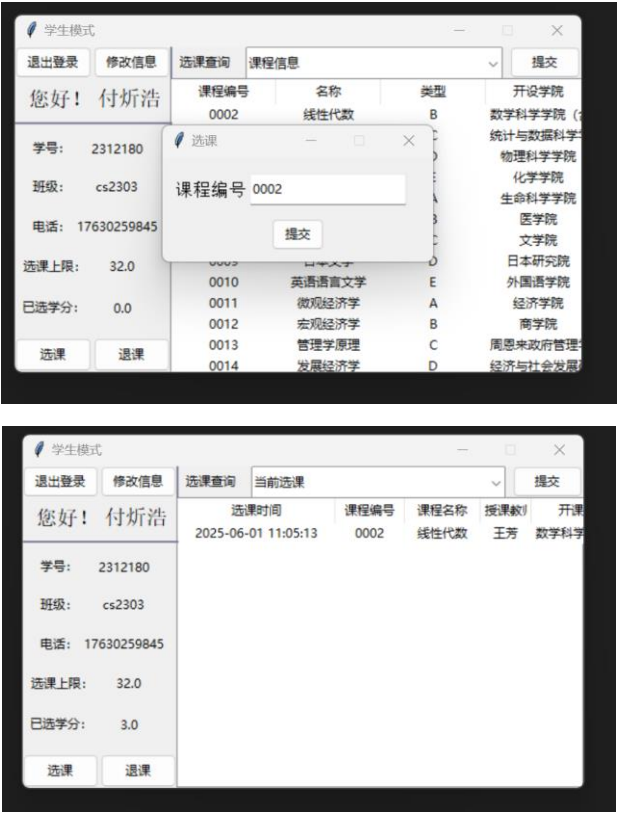 学生模式
退出登录 修改信息 选课查询 课程信息 提交
您好！ 付炘浩
课程编号 名称 类型 开设学院
0002 线性代数 B 数学科学学院
学号： 2312180
班级： cs2303
电话： 17630259845
选课上限： 32.0
已选学分： 0.0
选课 退课
选课
课程编号 0002
提交
统计与数据科学
物理科学学院
化学学院
生命科学学院
医学院
文学院
日本研究院
0010 英语语言文学 E 外国语学院
0011 微观经济学 A 经济学院
0012 宏观经济学 B 商学院
0013 管理学原理 C 周恩来政府管理
0014 发展经济学 D 经济与社会发展
学生模式
退出登录 修改信息 选课查询 当前选课 提交
您好！ 付炘浩
选课时间 课程编号 课程名称 授课教师 开课
2025-06-01 11:05:13 0002 线性代数 王芳 数学科学
学号： 2312180
班级： cs2303
电话： 17630259845
选课上限： 32.0
已选学分： 3.0
选课 退课